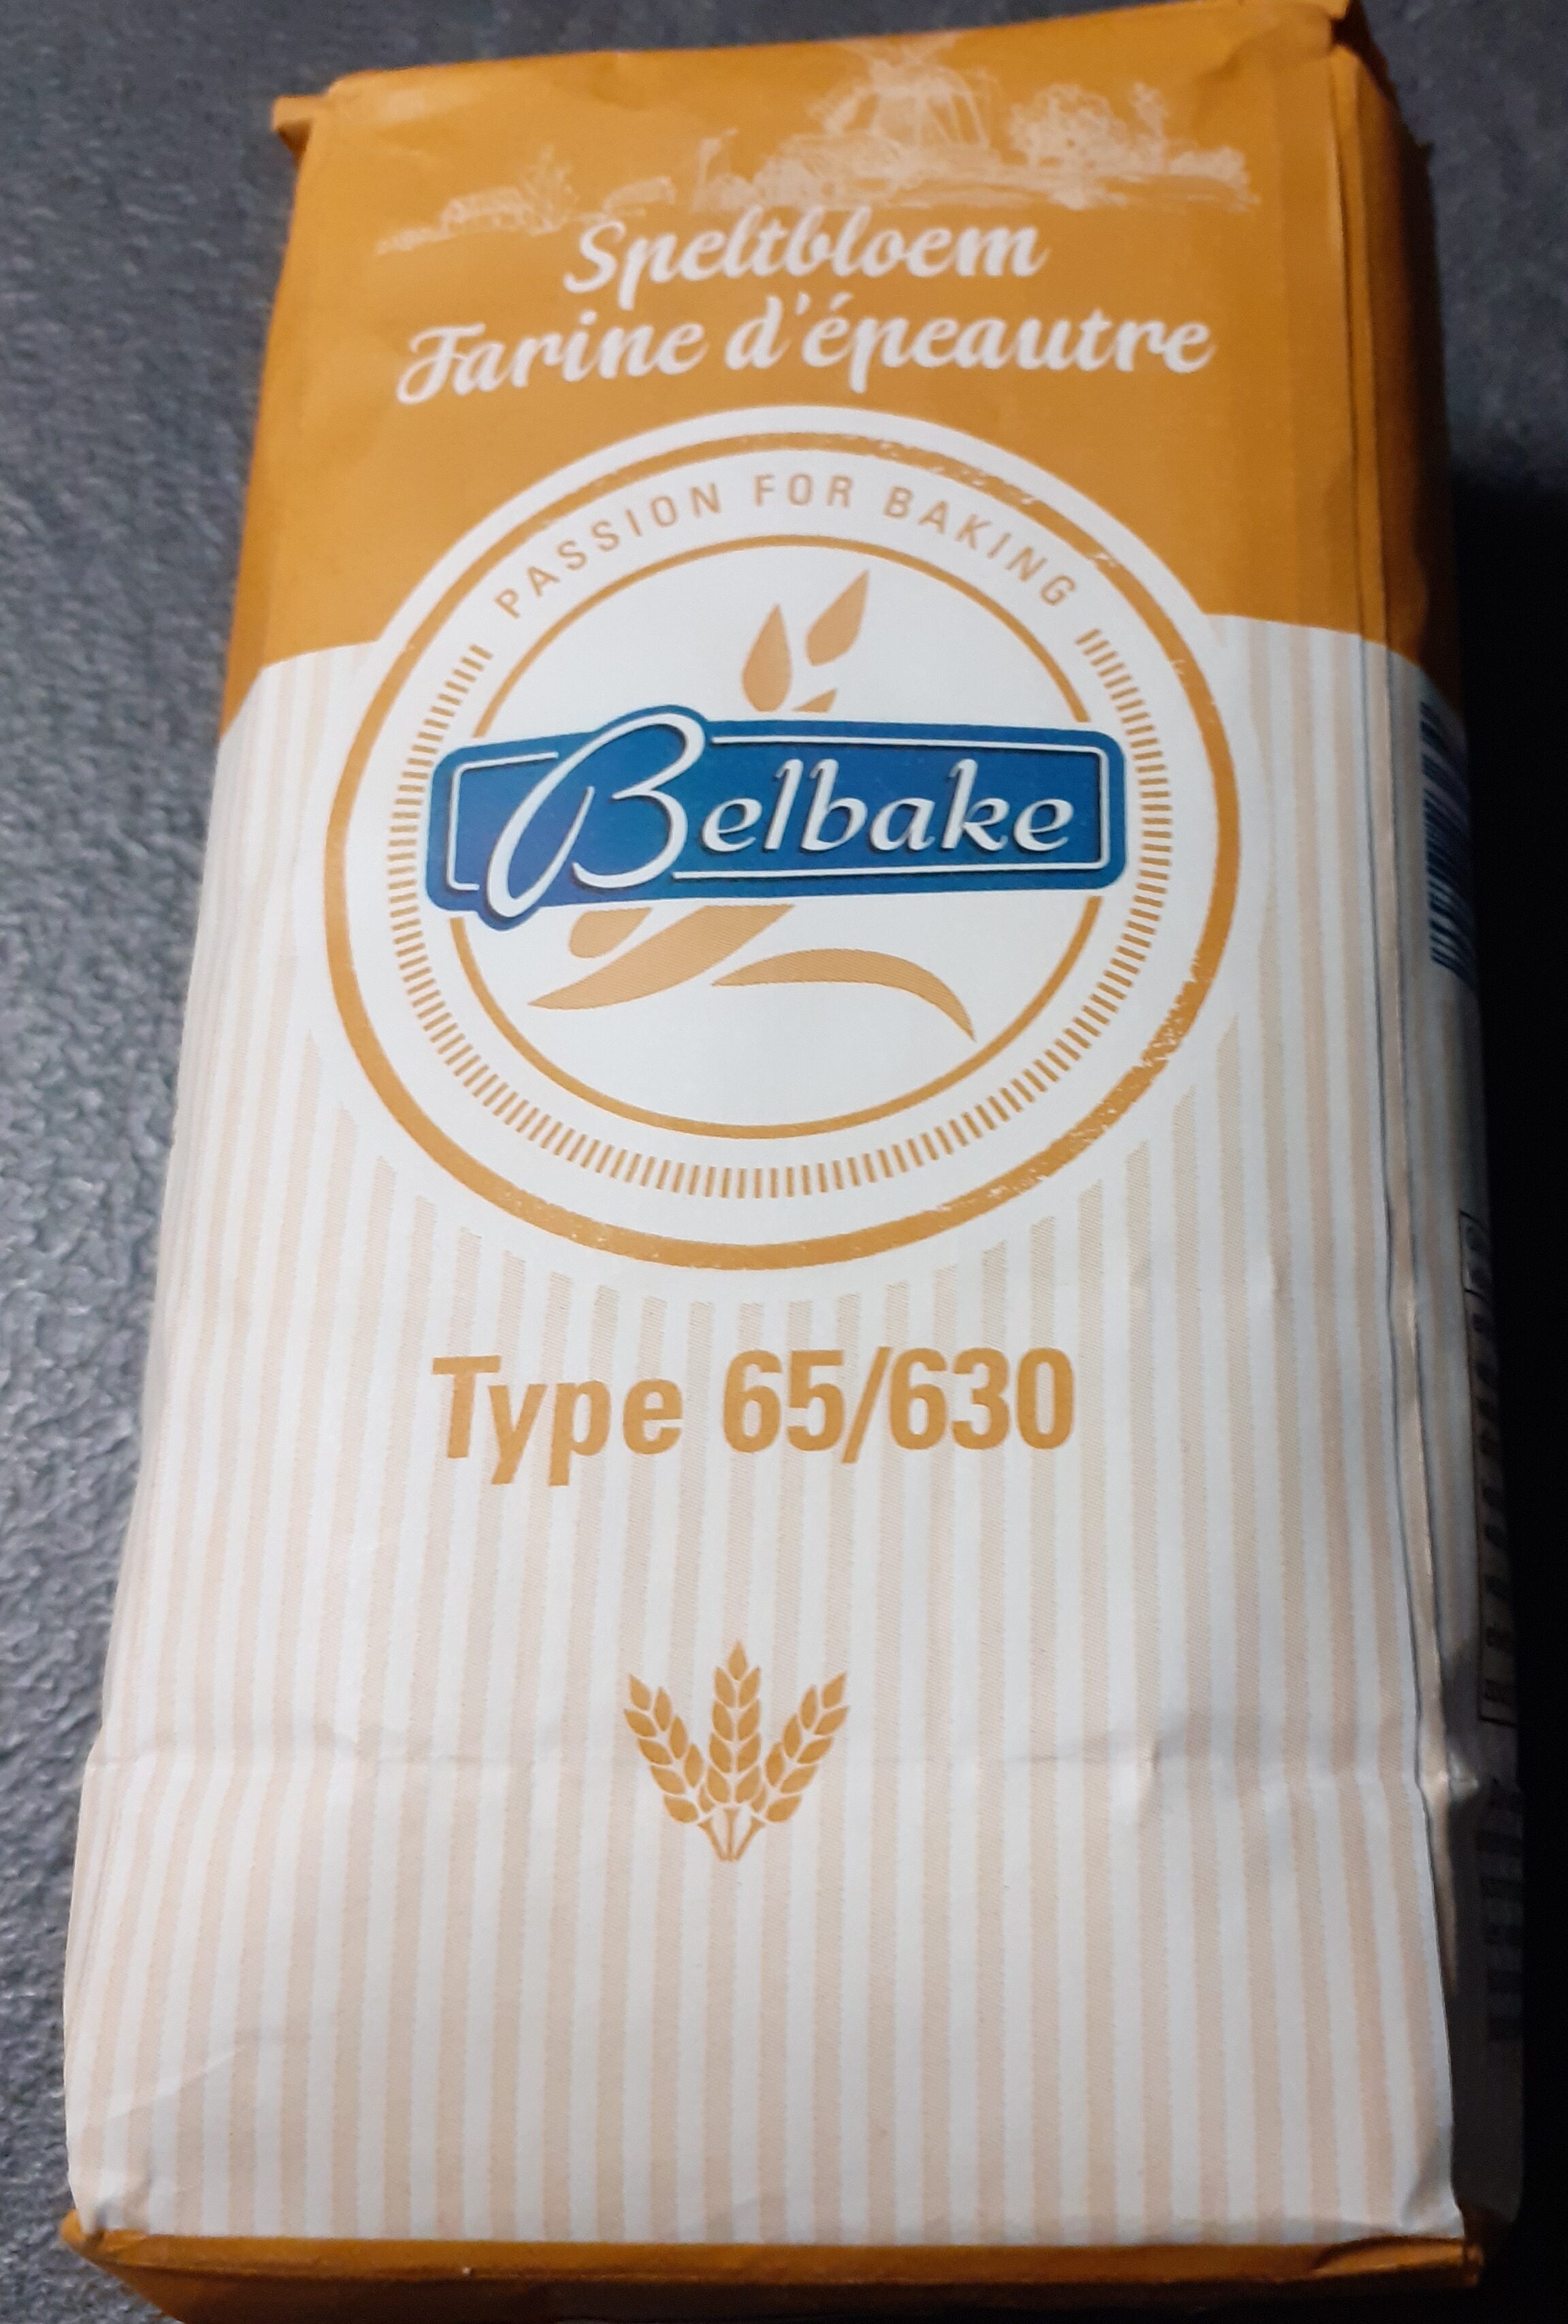 Speltbloem
Farine d'épeautre
PASSION FOR BAKING
Belbake
Type 65/630